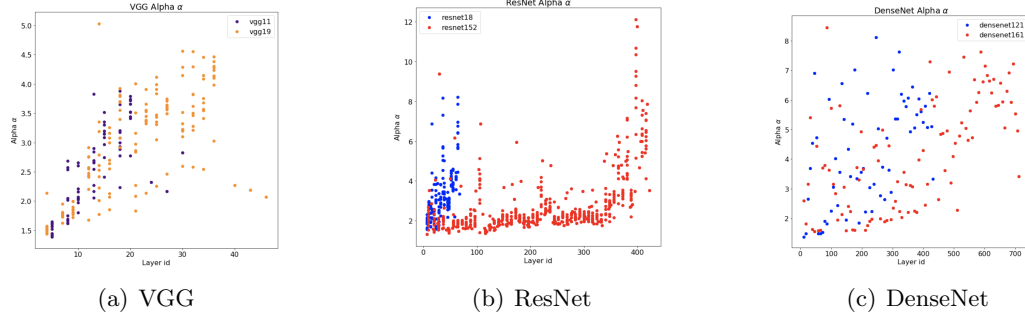 VGG Alpha α
vgg11
vgg19
5.0
4.5
4.0
3.5
3.0
2.5
2.0
1.5
Alpha α
10
20
30
40
Layer id
(a) VGG
ResNet Alpha α
resnet18
resnet152
12
10
8
6
4
2
Alpha α
0
100
200
300
400
Layer id
(b) ResNet
DenseNet Alpha α
densenet121
densenet161
8
7
6
5
4
3
2
Alpha α
0
100
200
300
400
500
600
700
Layer id
(c) DenseNet